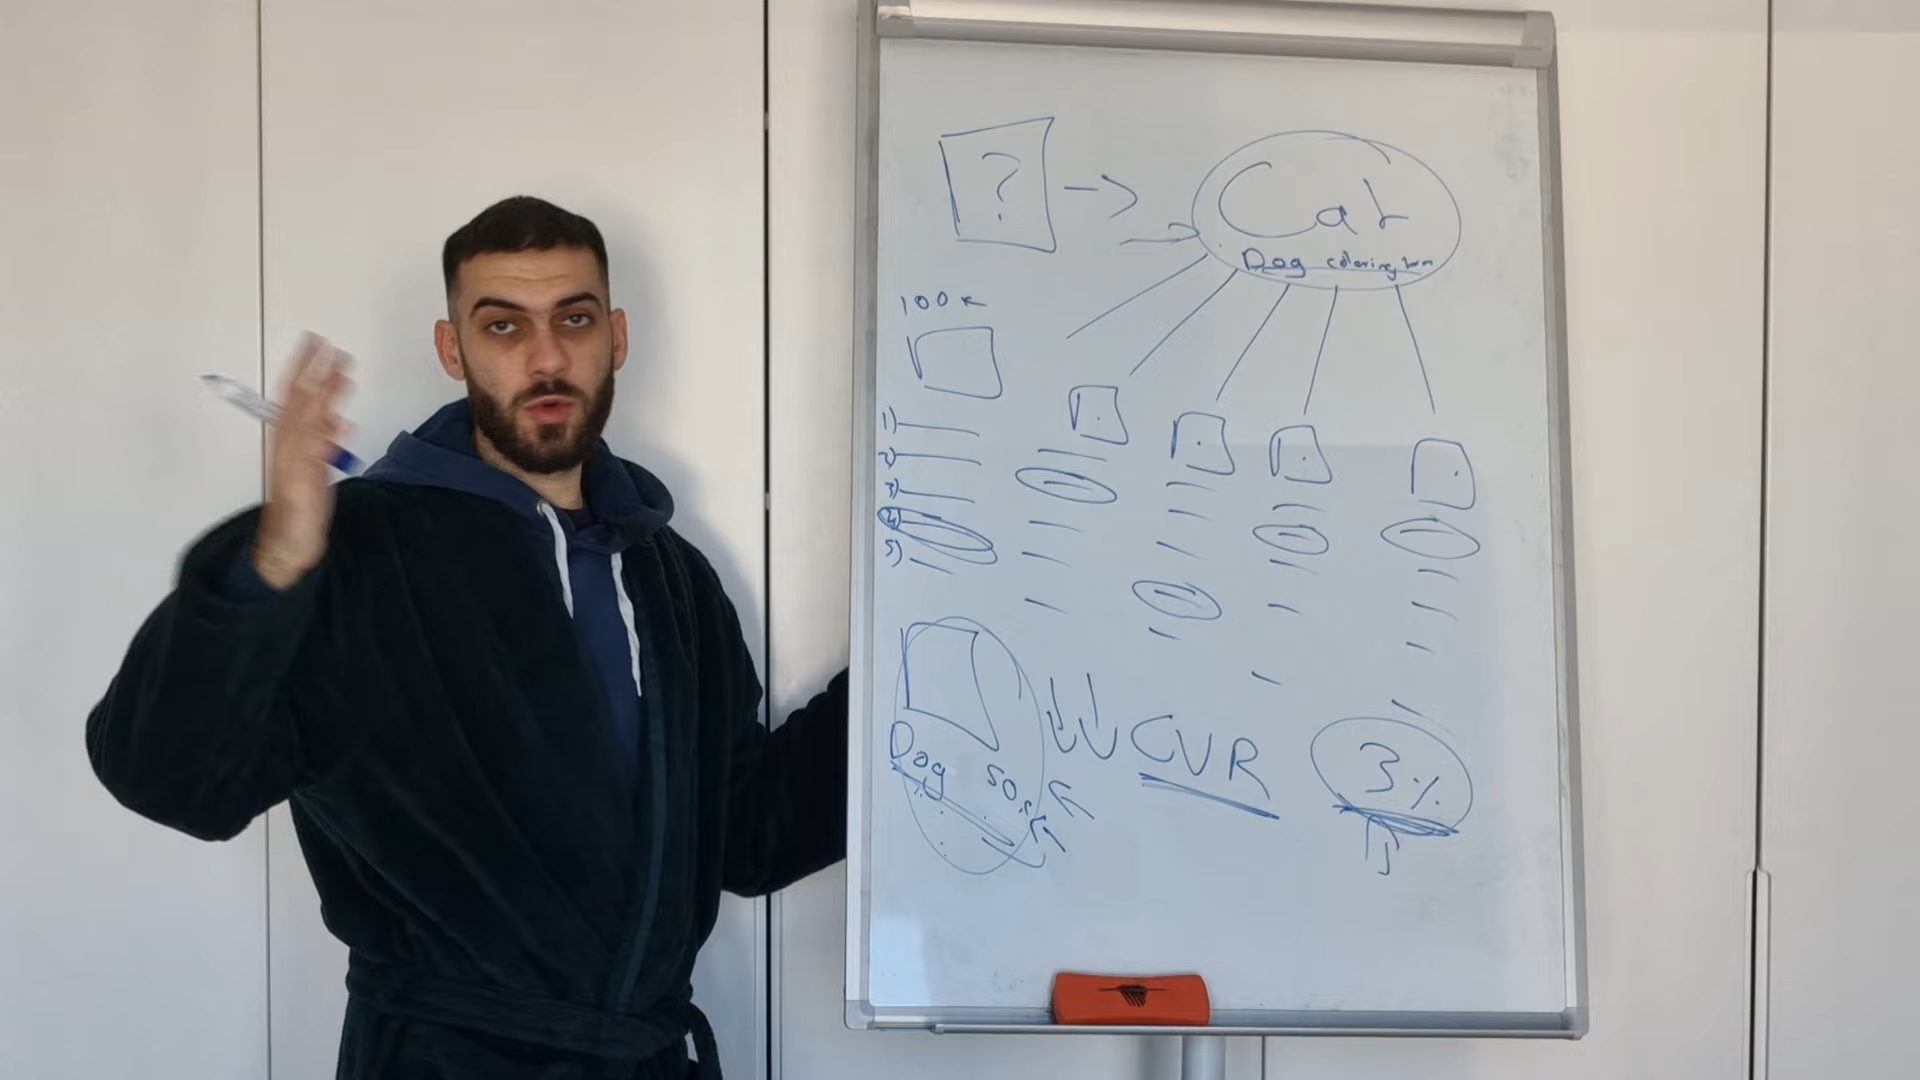 ?
Cat
Dog coloring
100K
1)
2)
3)
4)
5)
Dog
CVR
3%